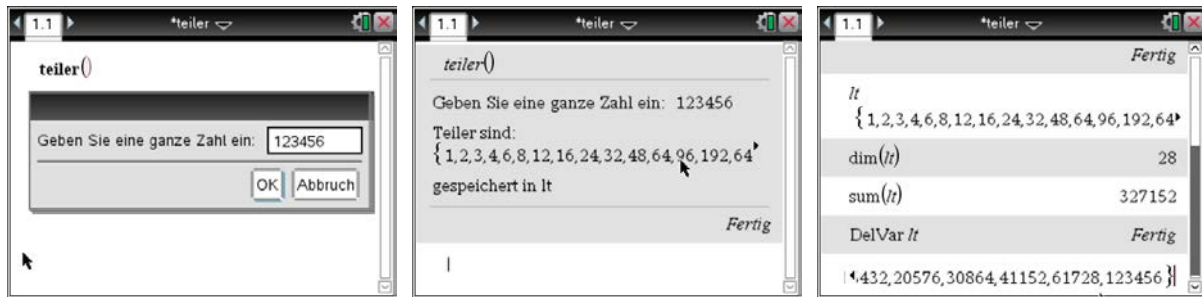 1.1 *teiler
teiler()
Geben Sie eine ganze Zahl ein: 123456
OK Abbruch
1.1 *teiler
teiler()
Geben Sie eine ganze Zahl ein: 123456
Teiler sind:
{1,2,3,4,6,8,12,16,24,32,48,64,96,192,64
gespeichert in lt
Fertig
1.1 *teiler
Fertig
lt
{1,2,3,4,6,8,12,16,24,32,48,64,96,192,64
dim(lt) 28
sum(lt) 327152
DelVar lt Fertig
432,20576,30864,41152,61728,123456}